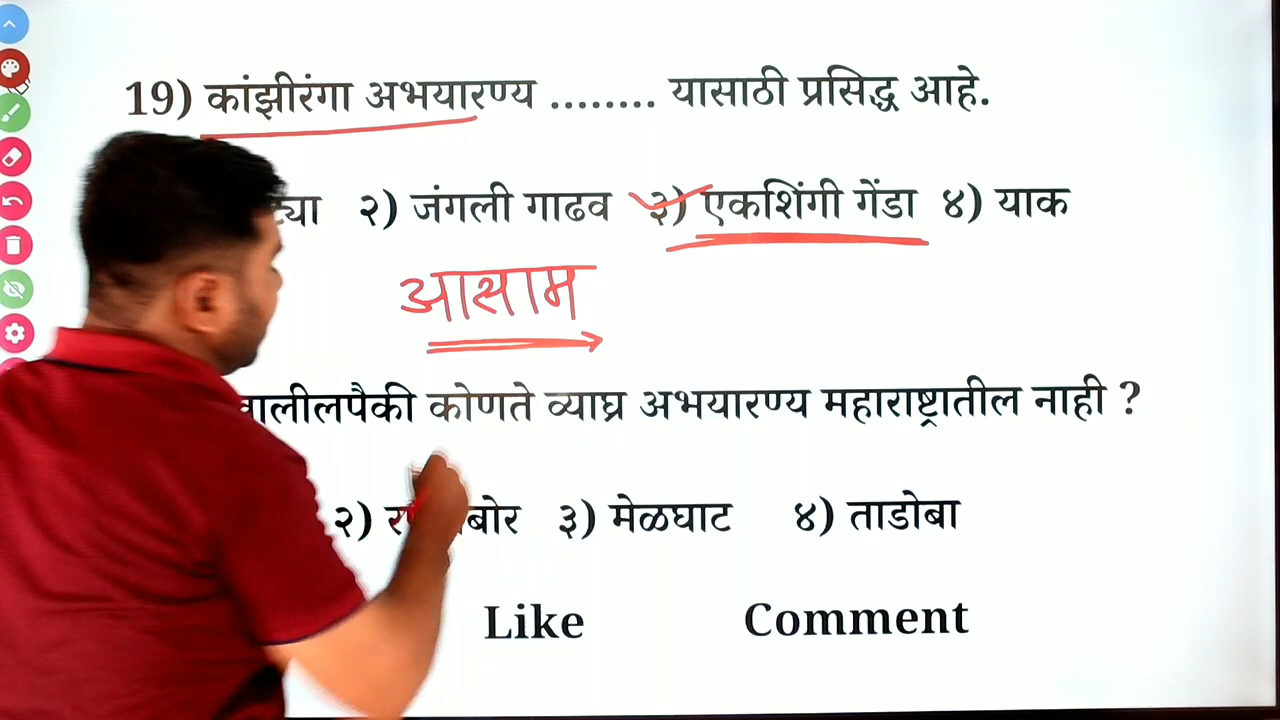 19) कांझीरंगा अभयारण्य ........ यासाठी प्रसिद्ध आहे.
२) जंगली गाढव ३) एकशिंगी गेंडा ४) याक
आसाम
कोणते व्याघ्र अभयारण्य महाराष्ट्रातील नाही ?
२) ३) मेळघाट ४) ताडोबा
Like Comment